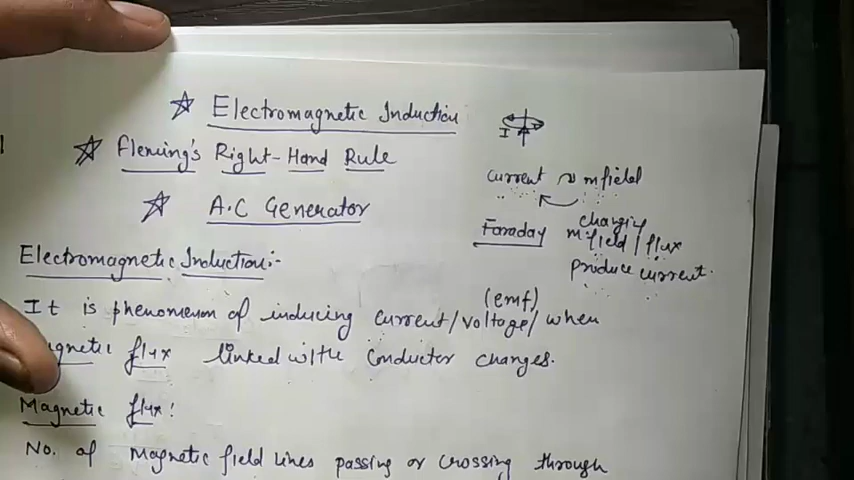 ☆ Electromagnetic Induction
☆ Fleming's Right-Hand Rule
☆ A.C Generator
I
current ~ mfield
Faraday changing
mfield/flux
produce current.
Electromagnetic Induction:-
It is phenomenon of inducing current/voltage/(emf) when
gnetic flux linked with conductor changes.
Magnetic flux:
No. of Magnetic field lines passing or crossing through